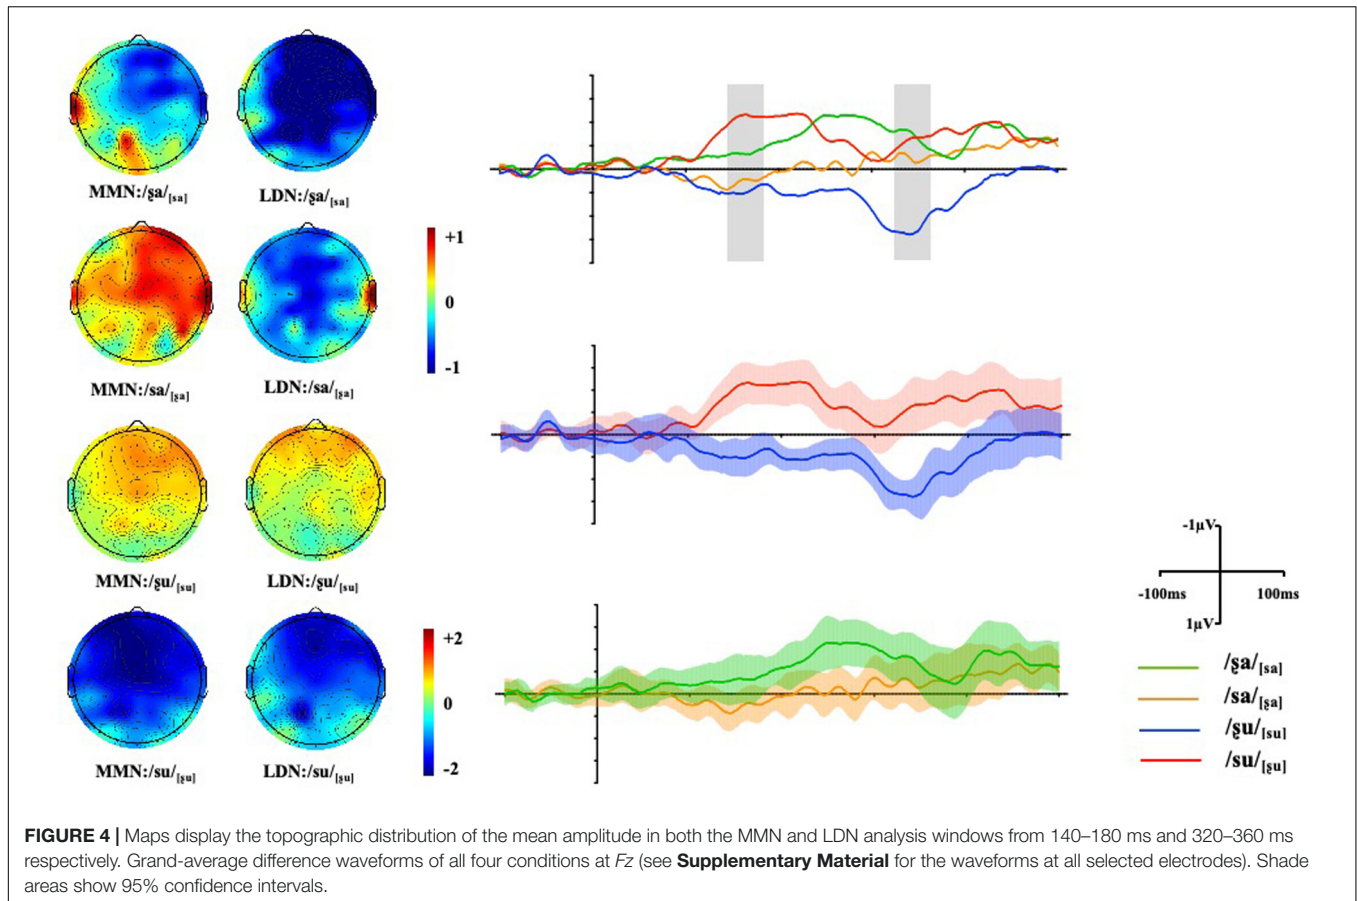 MMN:/ʂa/[sa]
LDN:/ʂa/[sa]
MMN:/sa/[ʂa]
LDN:/sa/[ʂa]
+1
0
-1
MMN:/ʂu/[su]
LDN:/ʂu/[su]
MMN:/su/[ʂu]
LDN:/su/[ʂu]
+2
0
-2
-1µV
-100ms 100ms
1µV
/ʂa/[sa]
/sa/[ʂa]
/ʂu/[su]
/su/[ʂu]
FIGURE 4 | Maps display the topographic distribution of the mean amplitude in both the MMN and LDN analysis windows from 140–180 ms and 320–360 ms
respectively. Grand-average difference waveforms of all four conditions at Fz (see Supplementary Material for the waveforms at all selected electrodes). Shade
areas show 95% confidence intervals.